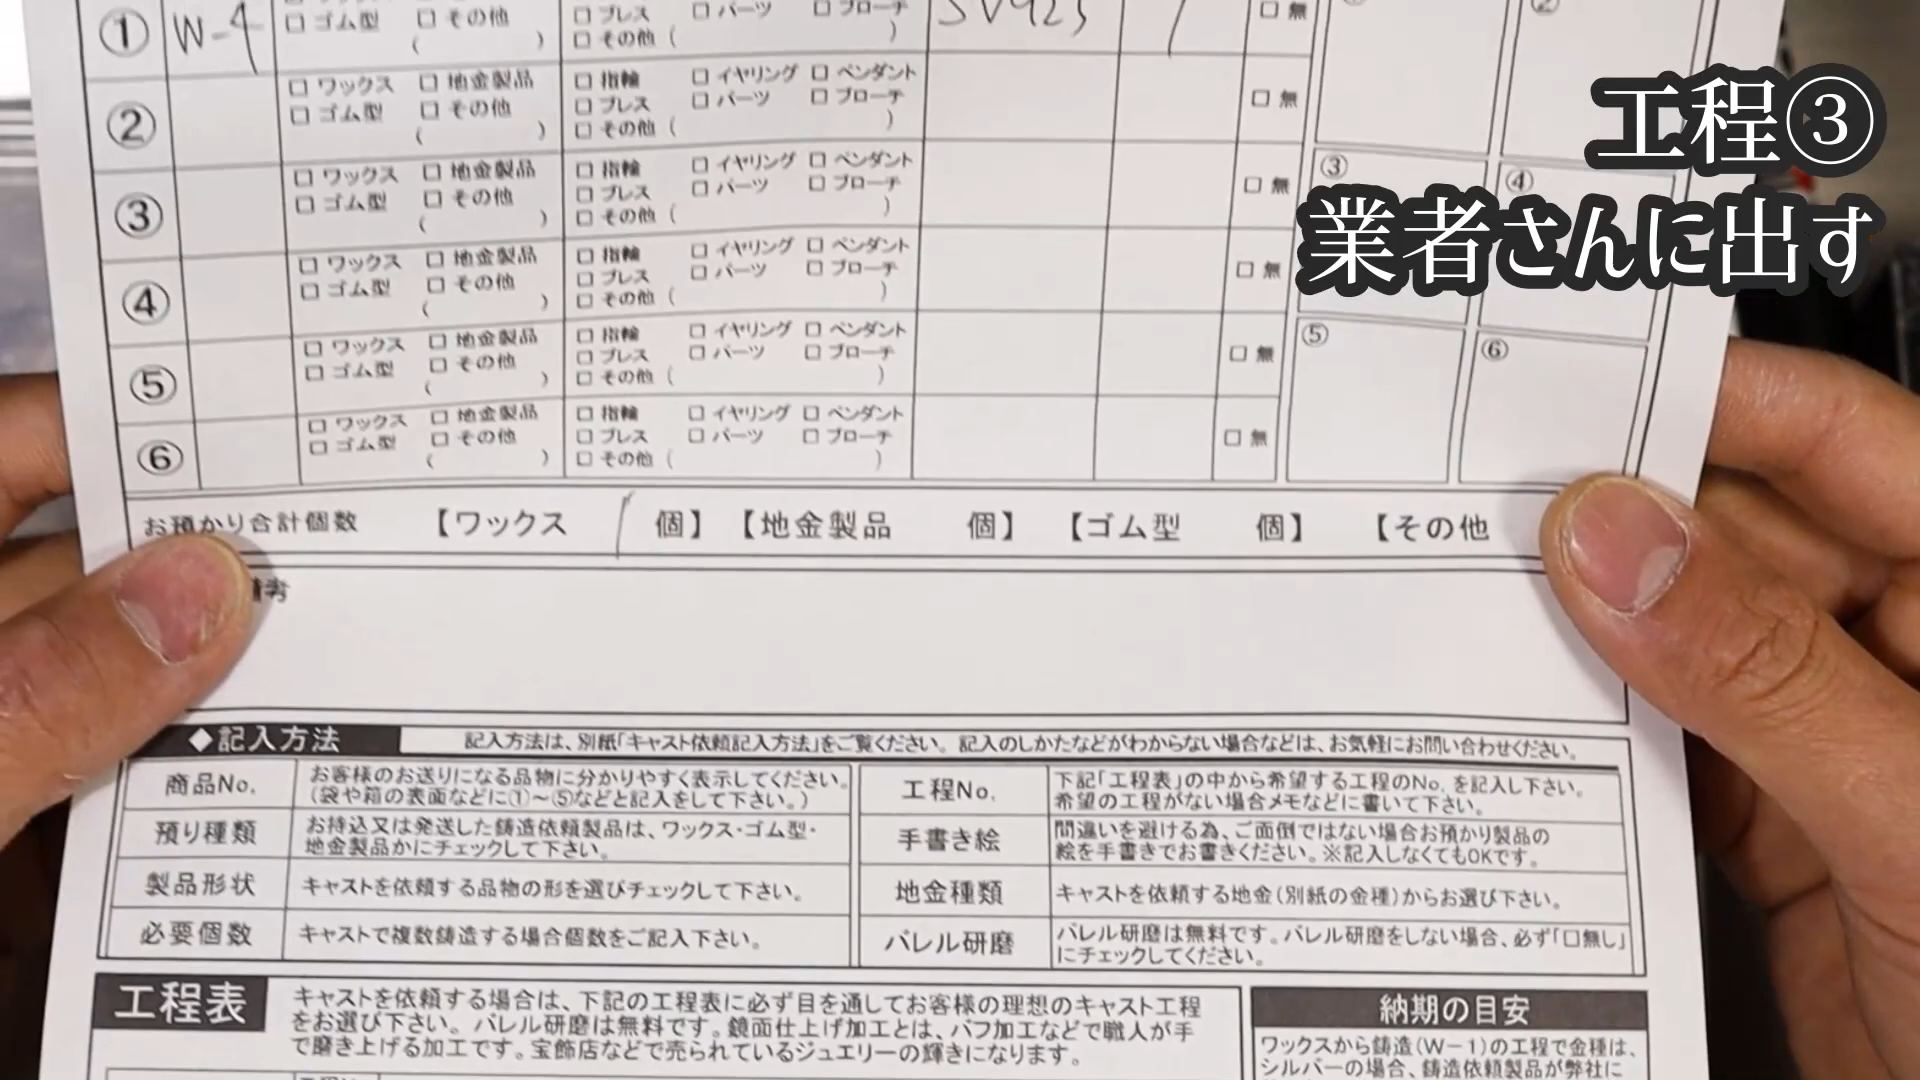 工程③
業者さんに出す
① W-4 □ ゴム型 □ その他 ( ) □ ブレス □ パーツ □ ブローチ □ その他 ( ) SV925 1 □ 無
② □ ワックス □ 地金製品 □ 指輪 □ イヤリング □ ペンダント □ 無
□ ゴム型 □ その他 □ ブレス □ パーツ □ ブローチ
( ) □ その他 ( )
③ □ ワックス □ 地金製品 □ 指輪 □ イヤリング □ ペンダント □ 無
□ ゴム型 □ その他 □ ブレス □ パーツ □ ブローチ
( ) □ その他 ( )
④ □ ワックス □ 地金製品 □ 指輪 □ イヤリング □ ペンダント □ 無
□ ゴム型 □ その他 □ ブレス □ パーツ □ ブローチ
( ) □ その他 ( )
⑤ □ ワックス □ 地金製品 □ 指輪 □ イヤリング □ ペンダント □ 無
□ ゴム型 □ その他 □ ブレス □ パーツ □ ブローチ
( ) □ その他 ( )
⑥ □ ワックス □ 地金製品 □ 指輪 □ イヤリング □ ペンダント □ 無
□ ゴム型 □ その他 □ ブレス □ パーツ □ ブローチ
( ) □ その他 ( )
②
③ ④
⑤ ⑥
お預かり合計個数 【ワックス 1 個】 【地金製品 個】 【ゴム型 個】 【その他
備考
◆記入方法 記入方法は、別紙「キャスト依頼記入方法」をご覧ください。記入のしかたなどがわからない場合などは、お気軽にお問い合わせください。
商品No.
お客様のお送りになる品物に分かりやすく表示してください。
(袋や箱の表面などに①〜⑤などと記入をして下さい。)
工程No.
下記「工程表」の中から希望する工程のNo.を記入し下さい。
希望の工程がない場合メモなどに書いて下さい。
預り種類
お持込又は発送した鋳造依頼製品は、ワックス・ゴム型・
地金製品かにチェックして下さい。
手書き絵
間違いを避ける為、ご面倒ではない場合お預かり製品の
絵を手書きでお書きください。※記入しなくてもOKです。
製品形状
キャストを依頼する品物の形を選びチェックして下さい。
地金種類
キャストを依頼する地金(別紙の金種)からお選び下さい。
必要個数
キャストで複数鋳造する場合個数をご記入下さい。
バレル研磨
バレル研磨は無料です。バレル研磨をしない場合、必ず「□無し」
にチェックしてください。
工程表
キャストを依頼する場合は、下記の工程表に必ず目を通してお客様の理想のキャスト工程
をお選び下さい。バレル研磨は無料です。鏡面仕上げ加工とは、バフ加工などで職人が手
で磨き上げる加工です。宝飾店などで売られているジュエリーの輝きになります。
納期の目安
ワックスから鋳造(W-1)の工程で金種は、
シルバーの場合、鋳造依頼製品が弊社に